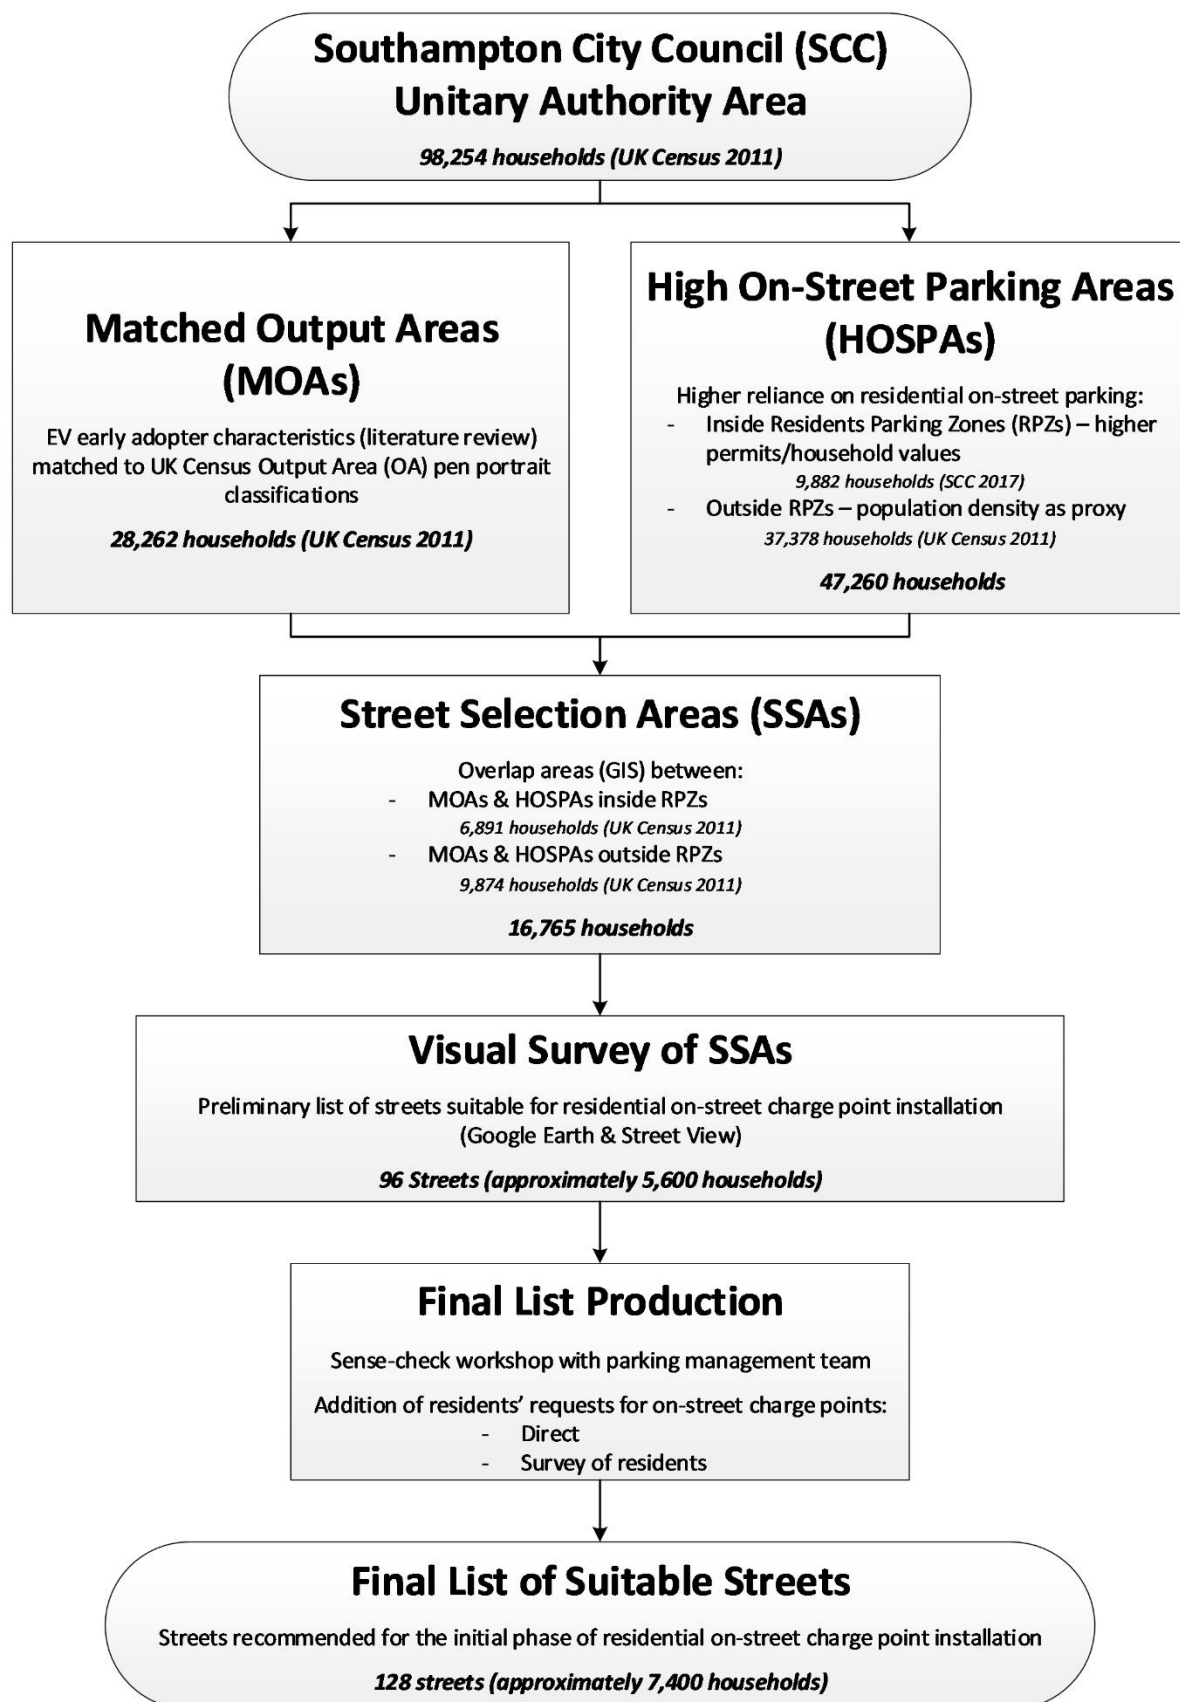 Southampton City Council (SCC)
Unitary Authority Area
98,254 households (UK Census 2011)
Matched Output Areas
(MOAs)
EV early adopter characteristics (literature review)
matched to UK Census Output Area (OA) pen portrait
classifications
28,262 households (UK Census 2011)
High On-Street Parking Areas
(HOSPAs)
Higher reliance on residential on-street parking:
- Inside Residents Parking Zones (RPZs) – higher
permits/household values
9,882 households (SCC 2017)
- Outside RPZs – population density as proxy
37,378 households (UK Census 2011)
47,260 households
Street Selection Areas (SSAs)
Overlap areas (GIS) between:
- MOAs & HOSPAs inside RPZs
6,891 households (UK Census 2011)
- MOAs & HOSPAs outside RPZs
9,874 households (UK Census 2011)
16,765 households
Visual Survey of SSAs
Preliminary list of streets suitable for residential on-street charge point installation
(Google Earth & Street View)
96 Streets (approximately 5,600 households)
Final List Production
Sense-check workshop with parking management team
Addition of residents’ requests for on-street charge points:
- Direct
- Survey of residents
Final List of Suitable Streets
Streets recommended for the initial phase of residential on-street charge point installation
128 streets (approximately 7,400 households)